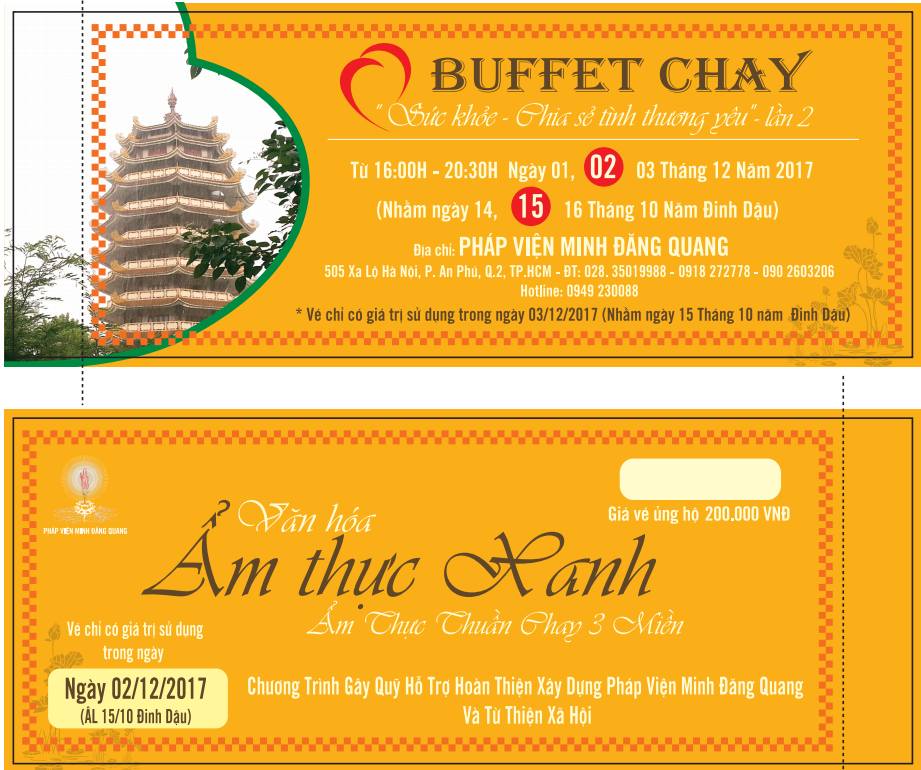 BUFFET CHAY
"Sức khỏe - Chia sẻ tình thương yêu" - lần 2
Từ 16:00H - 20:30H Ngày 01, 02 03 Tháng 12 Năm 2017
(Nhằm ngày 14, 15 16 Tháng 10 Năm Đinh Dậu)
Địa chỉ: PHÁP VIỆN MINH ĐĂNG QUANG
505 Xa Lộ Hà Nội, P. An Phú, Q.2, TP.HCM - ĐT: 028. 35019988 - 0918 272778 - 090 2603206
Hotline: 0949 230088
* Vé chỉ có giá trị sử dụng trong ngày 03/12/2017 (Nhằm ngày 15 Tháng 10 năm Đinh Dậu)
PHÁP VIỆN MINH ĐĂNG QUANG
Giá vé ủng hộ 200.000 VNĐ
Văn hóa
Ẩm thực Xanh
Ẩm Thực Thuần Chay 3 Miền
Vé chỉ có giá trị sử dụng
trong ngày
Ngày 02/12/2017
(ÂL 15/10 Đinh Dậu)
Chương Trình Gây Quỹ Hỗ Trợ Hoàn Thiện Xây Dựng Pháp Viện Minh Đăng Quang
Và Từ Thiện Xã Hội